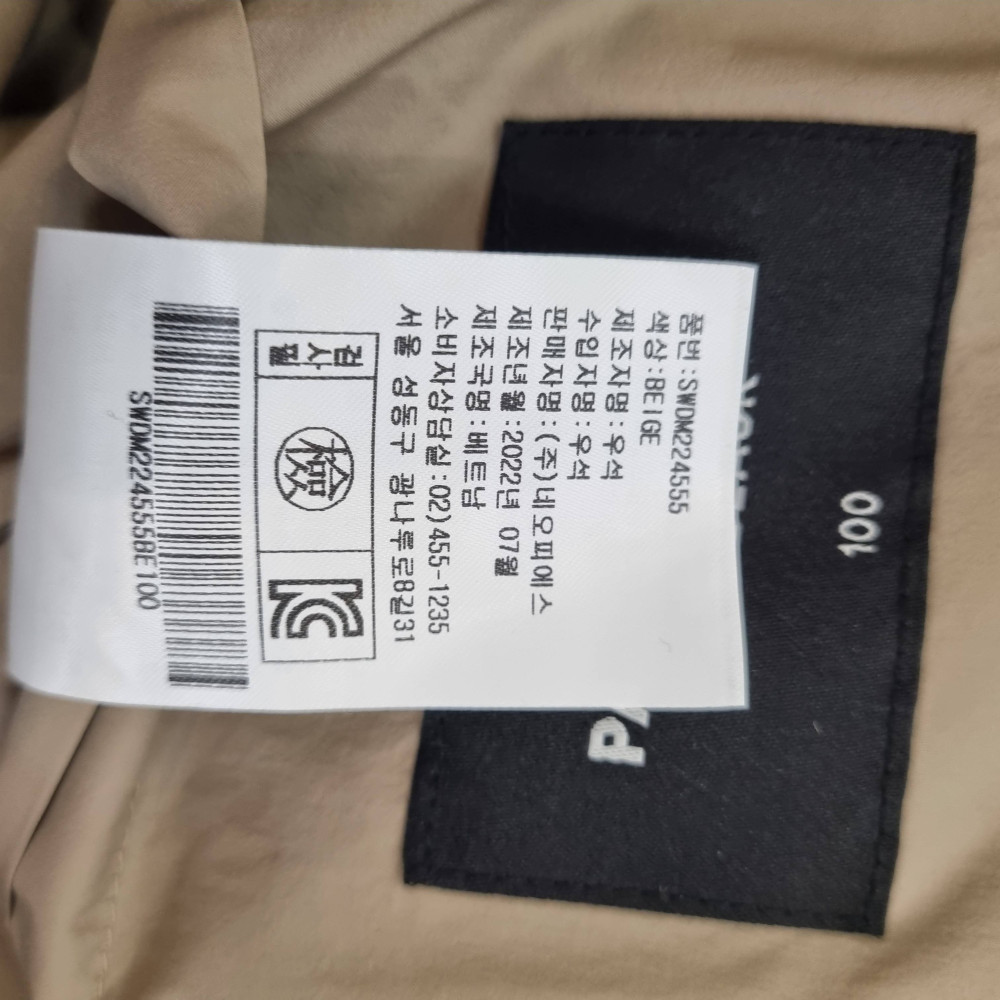 품번:SWDM224555
색상:BEIGE
제조자명:우석
수입자명:우석
판매자명:(주)네오피에스
제조년월:2022년 07월
제조국명:베트남
소비자상담실:02)455-1235
서울 성동구 광나루로8길31
검사필
檢
KC
SWDM224555BE100
100